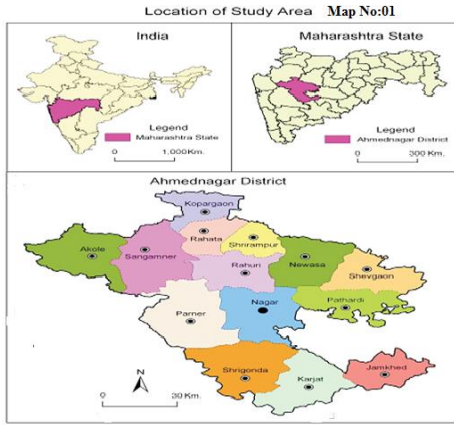 Location of Study Area Map No:01
India
Legend
Maharashtra State
0 1,000 Km.
Maharashtra State
Legend
Ahmednagar District
0 300 Km.
Ahmednagar District
Kopargaon
Rahata
Shrirampur
Akole
Sangamner
Rahuri
Newasa
Shevgaon
Parner
Nagar
Pathardi
Shrigonda
Karjat
Jamkhed
N
0 30 Km.